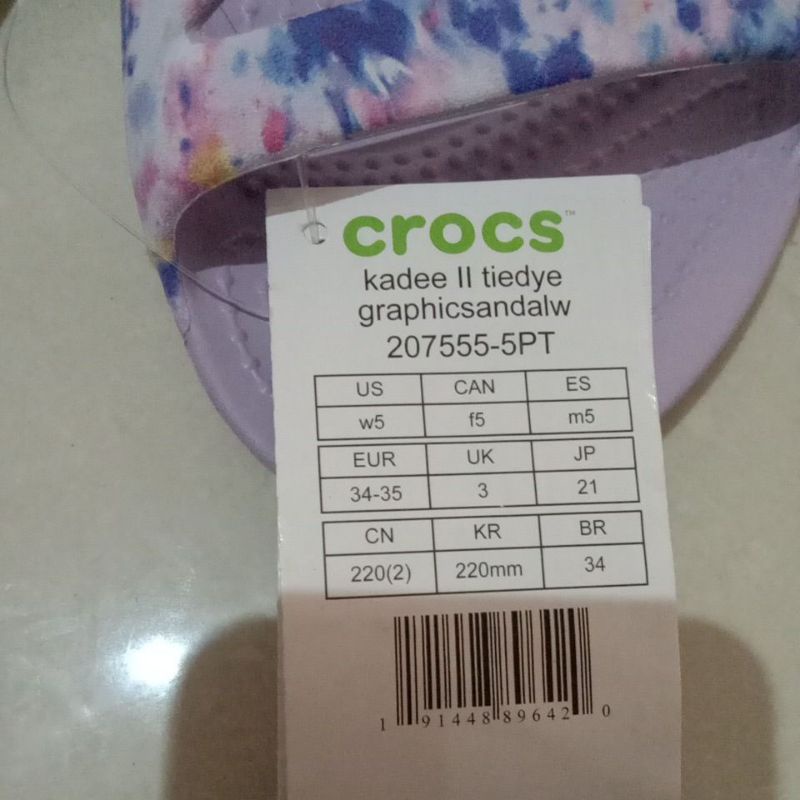 crocs™
kadee II tiedye
graphicsandalw
207555-5PT
US CAN ES
w5 f5 m5
EUR UK JP
34-35 3 21
CN KR BR
220(2) 220mm 34
1 91448 89642 0